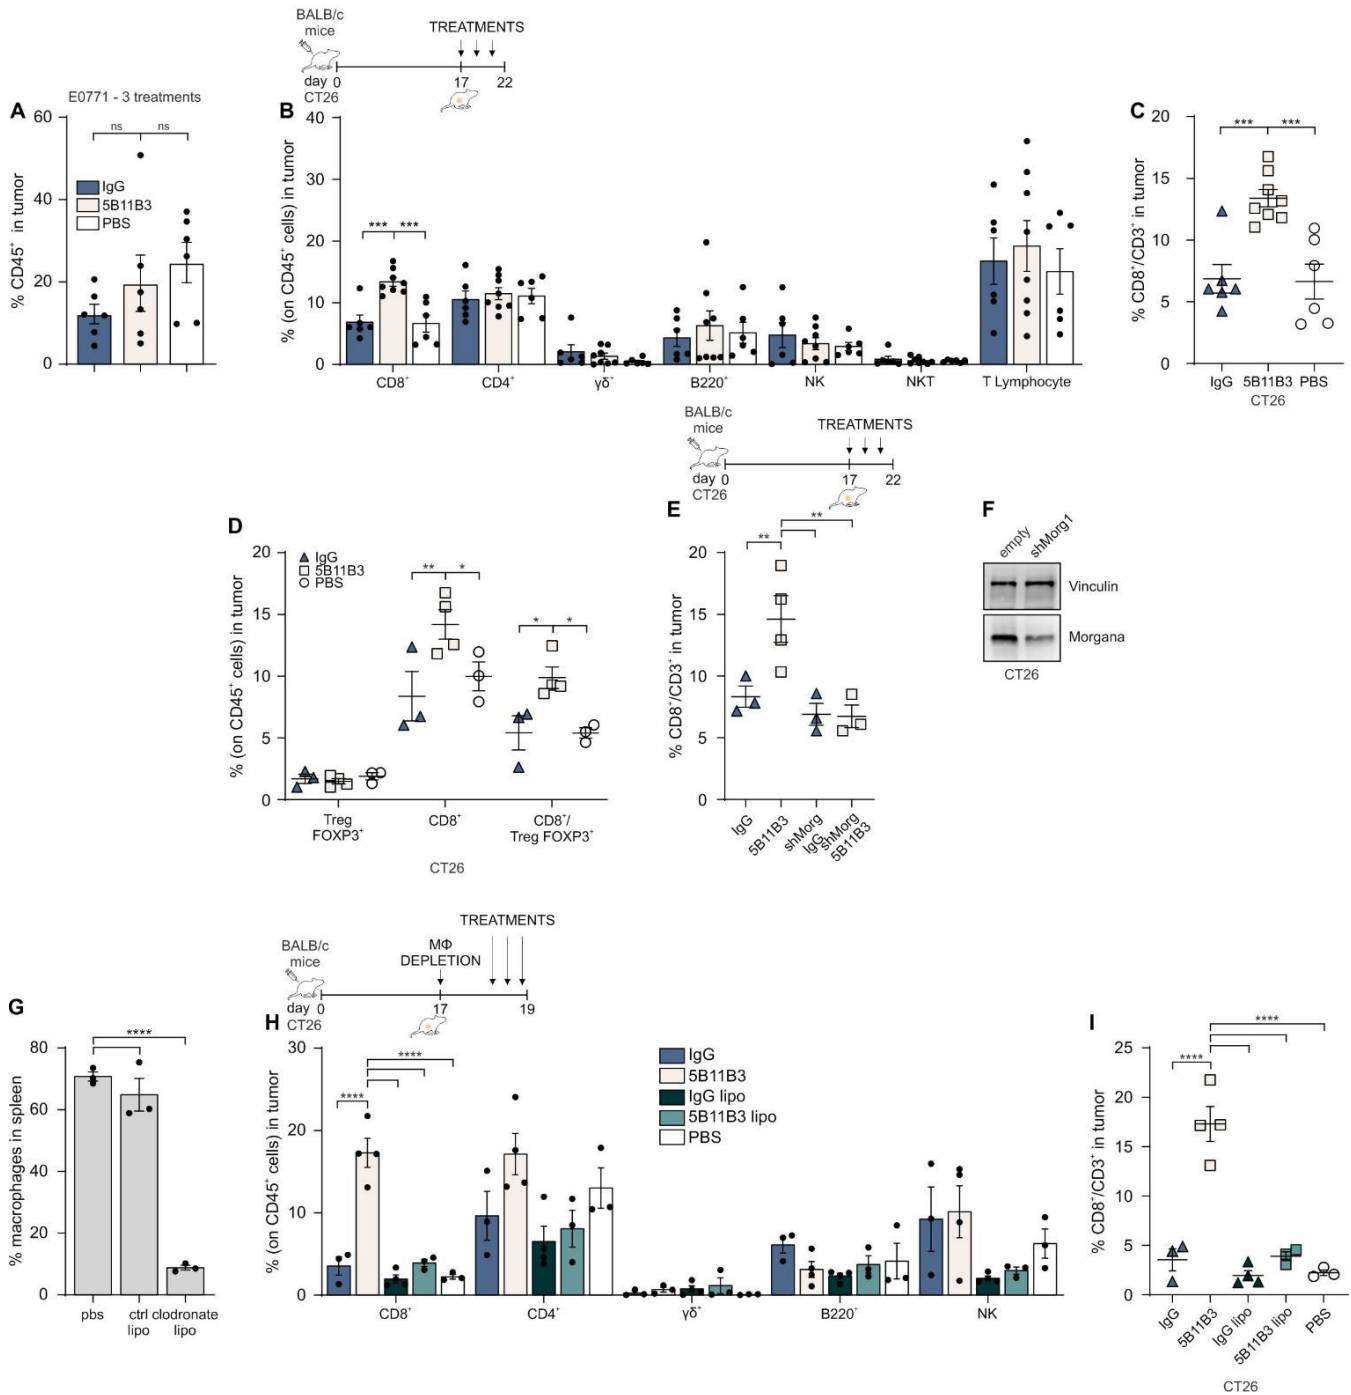 BALB/c
mice
TREATMENTS
day 0
17
22
CT26
A
E0771 - 3 treatments
% CD45⁺ in tumor
60
40
20
0
ns
ns
IgG
5B11B3
PBS
B
% (on CD45⁺ cells) in tumor
40
30
20
10
0
***
***
CD8⁺
CD4⁺
γδ⁺
B220⁺
NK
NKT
T Lymphocyte
C
% CD8⁺/CD3⁺ in tumor
20
15
10
5
0
***
***
IgG
5B11B3
PBS
CT26
D
% (on CD45⁺ cells) in tumor
20
15
10
5
0
IgG
5B11B3
PBS
**
*
*
*
Treg
FOXP3⁺
CD8⁺
CD8⁺/
Treg FOXP3⁺
CT26
BALB/c
mice
TREATMENTS
day 0
17
22
CT26
E
% CD8⁺/CD3⁺ in tumor
20
15
10
5
0
**
**
IgG
5B11B3
shMorg
IgG
shMorg
5B11B3
F
empty
shMorg1
Vinculin
Morgana
CT26
G
% macrophages in spleen
80
60
40
20
0
****
pbs
ctrl
lipo
clodronate
lipo
BALB/c
mice
MΦ
DEPLETION
TREATMENTS
day 0
17
19
CT26
H
% (on CD45⁺ cells) in tumor
30
20
10
0
****
****
IgG
5B11B3
IgG lipo
5B11B3 lipo
PBS
CD8⁺
CD4⁺
γδ⁺
B220⁺
NK
I
% CD8⁺/CD3⁺ in tumor
25
20
15
10
5
0
****
****
IgG
5B11B3
IgG lipo
5B11B3 lipo
PBS
CT26